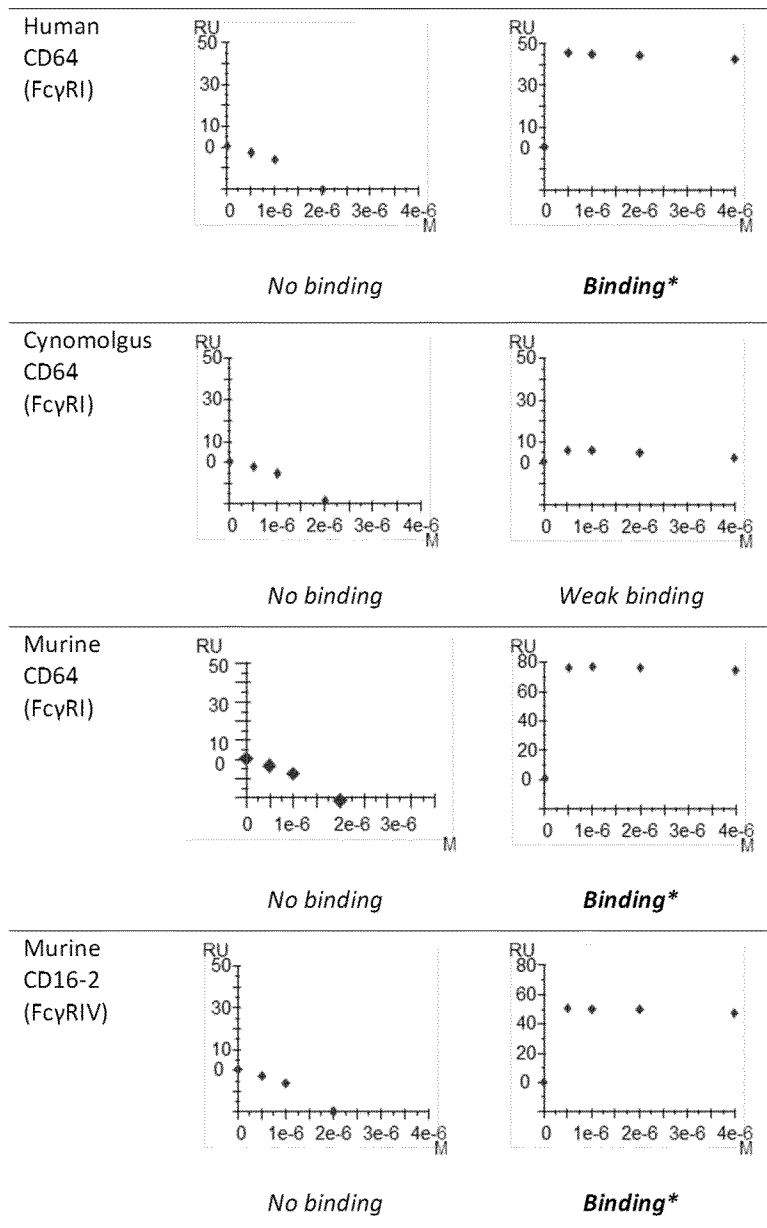 Human
CD64
(FcγRI)
RU
50
30
10
0
0 1e-6 2e-6 3e-6 4e-6
M
No binding
RU
50
30
10
0
0 1e-6 2e-6 3e-6 4e-6
M
Binding*
Cynomolgus
CD64
(FcγRI)
RU
50
30
10
0
0 1e-6 2e-6 3e-6 4e-6
M
No binding
RU
50
30
10
0
0 1e-6 2e-6 3e-6 4e-6
M
Weak binding
Murine
CD64
(FcγRI)
RU
50
30
10
0
0 1e-6 2e-6 3e-6
M
No binding
RU
80
60
40
20
0
0 1e-6 2e-6 3e-6 4e-6
M
Binding*
Murine
CD16-2
(FcγRIV)
RU
50
30
10
0
0 1e-6 2e-6 3e-6 4e-6
M
No binding
RU
80
60
40
20
0
0 1e-6 2e-6 3e-6 4e-6
M
Binding*